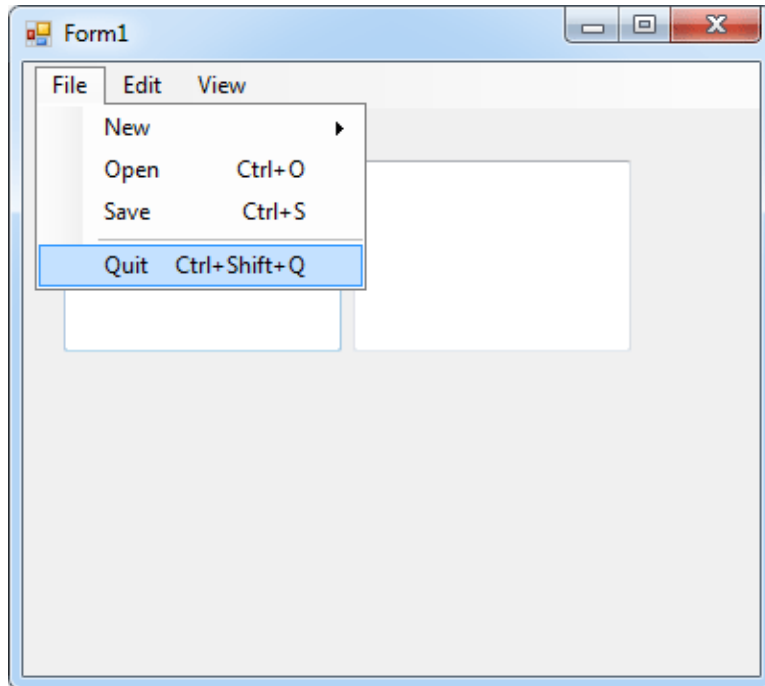 Form1
File Edit View
New
Open Ctrl+O
Save Ctrl+S
Quit Ctrl+Shift+Q